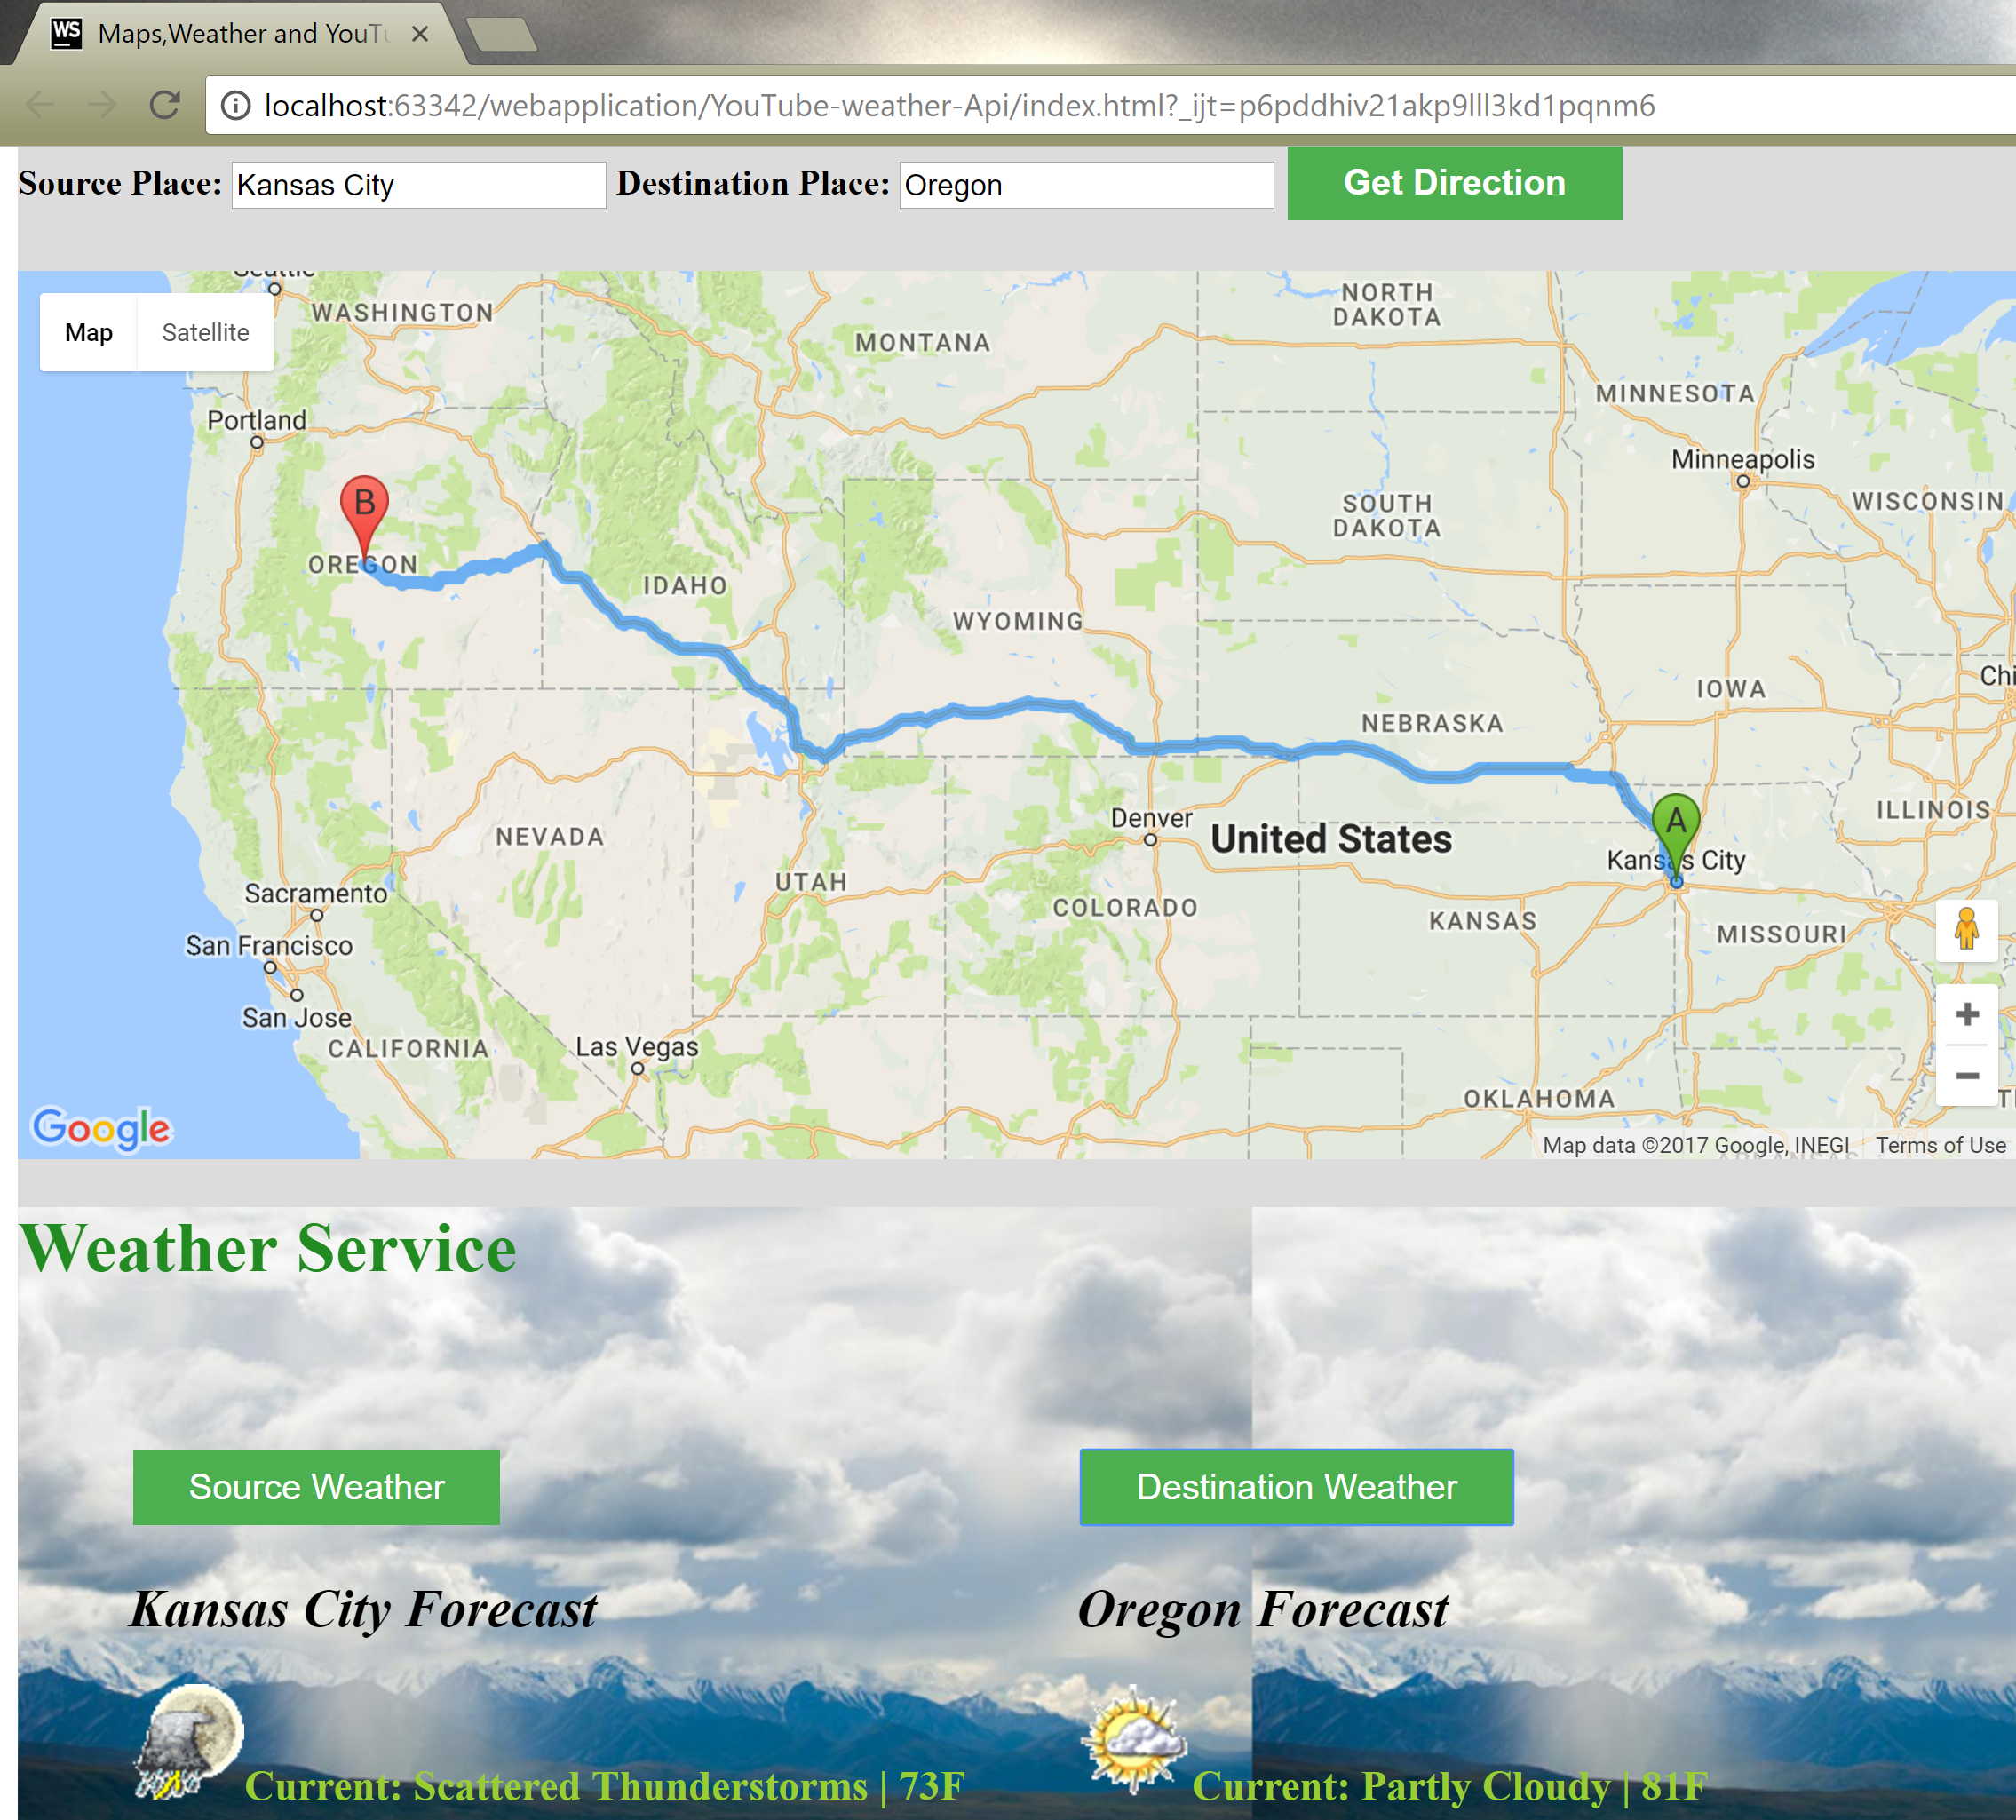 WS Maps,Weather and YouTu
localhost:63342/webapplication/YouTube-weather-Api/index.html?_ijt=p6pddhiv21akp9lll3kd1pqnm6
Source Place: Kansas City Destination Place: Oregon Get Direction
Seattle
Map Satellite
WASHINGTON
NORTH
DAKOTA
MONTANA
MINNESOTA
Portland
Minneapolis
B
SOUTH
DAKOTA
WISCONSIN
OREGON
IDAHO
WYOMING
Chi
IOWA
NEBRASKA
ILLINOIS
Denver
United States
A
NEVADA
Kansas City
UTAH
Sacramento
COLORADO
KANSAS
MISSOURI
San Francisco
San Jose
CALIFORNIA
Las Vegas
+
−
OKLAHOMA
Google
Map data ©2017 Google, INEGI Terms of Use
Weather Service
Source Weather Destination Weather
Kansas City Forecast Oregon Forecast
Current: Scattered Thunderstorms | 73F Current: Partly Cloudy | 81F